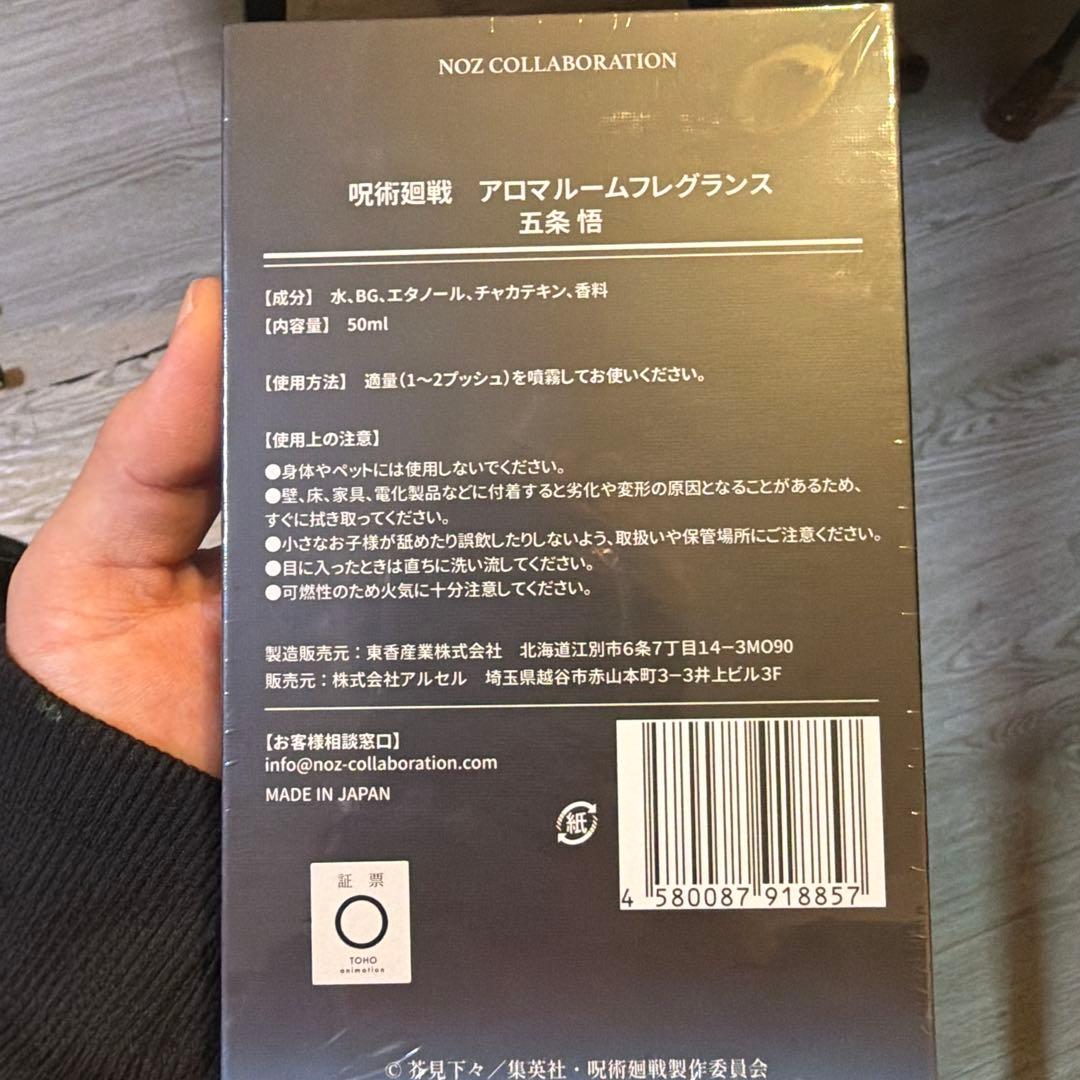 NOZ COLLABORATION
呪術廻戦　アロマルームフレグランス
五条 悟
【成分】　水、BG、エタノール、チャカテキン、香料
【内容量】　50ml
【使用方法】　適量(1〜2プッシュ)を噴霧してお使いください。
【使用上の注意】
●身体やペットには使用しないでください。
●壁、床、家具、電化製品などに付着すると劣化や変形の原因となることがあるため、
すぐに拭き取ってください。
●小さなお子様が舐めたり誤飲したりしないよう、取扱いや保管場所にご注意ください。
●目に入ったときは直ちに洗い流してください。
●可燃性のため火気に十分注意してください。
製造販売元：東香産業株式会社　北海道江別市6条7丁目14−3MO90
販売元：株式会社アルセル　埼玉県越谷市赤山本町3−3井上ビル3F
【お客様相談窓口】
info@noz-collaboration.com
MADE IN JAPAN
紙
4 580087 918857
証 票
TOHO
animation
© 芥見下々／集英社・呪術廻戦製作委員会